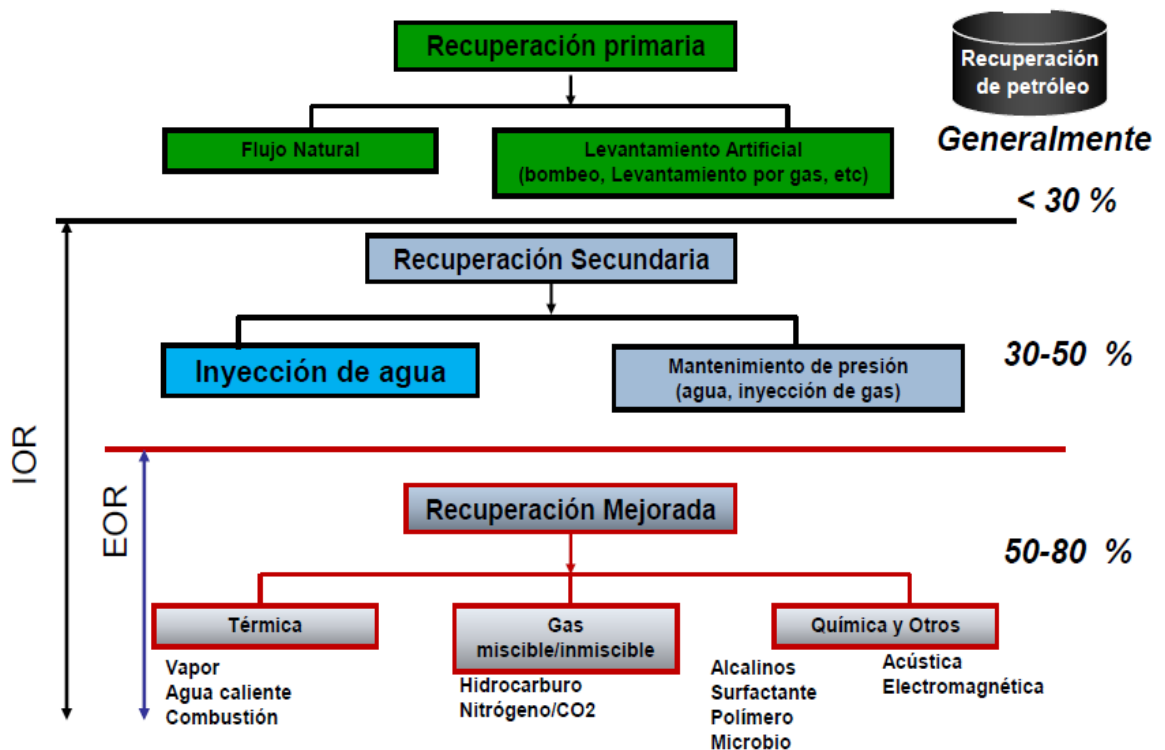 Recuperación primaria
Recuperación
de petróleo
Generalmente
Flujo Natural
Levantamiento Artificial
(bombeo, Levantamiento por gas, etc)
< 30 %
Recuperación Secundaria
Inyección de agua
Mantenimiento de presión
(agua, inyección de gas)
30-50 %
IOR
EOR
Recuperación Mejorada
50-80 %
Térmica
Vapor
Agua caliente
Combustión
Gas
miscible/inmiscible
Hidrocarburo
Nitrógeno/CO2
Química y Otros
Alcalinos
Surfactante
Polímero
Microbio
Acústica
Electromagnética